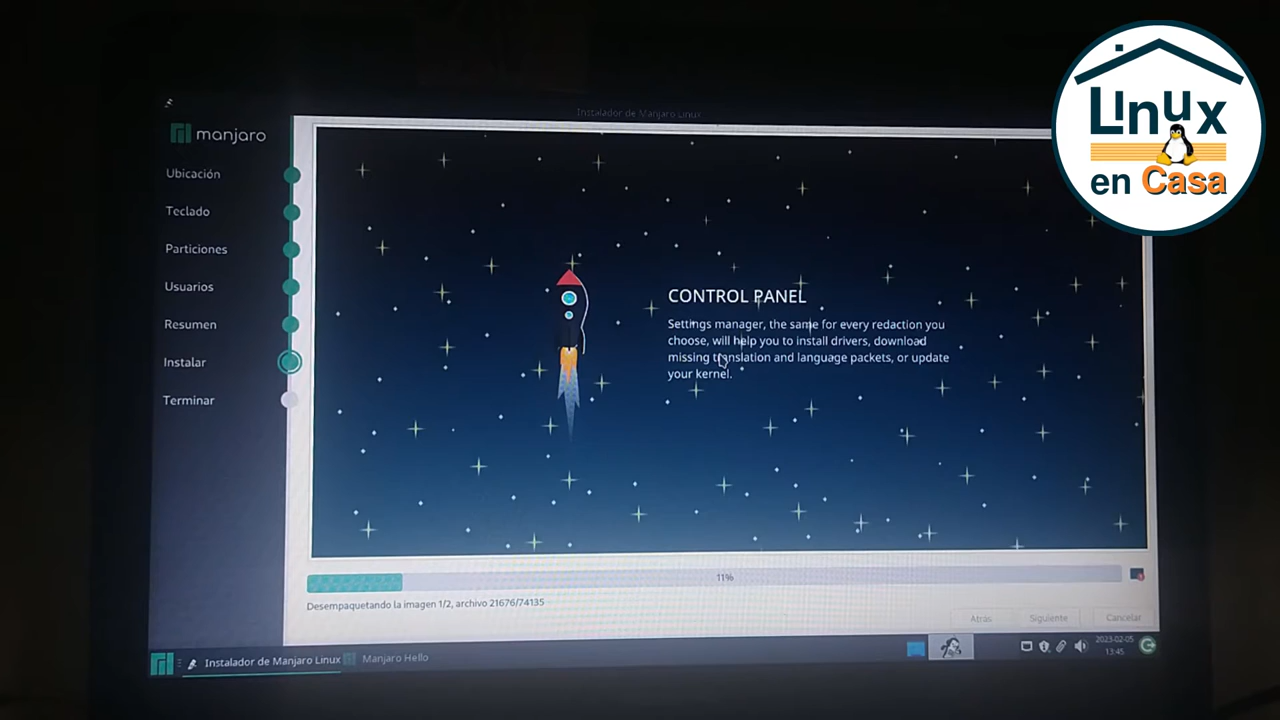 Instalador de Manjaro Linux
manjaro
Ubicación
Teclado
Particiones
Usuarios
Resumen
Instalar
Terminar
CONTROL PANEL
Settings manager, the same for every redaction you
choose, will help you to install drivers, download
missing translation and language packets, or update
your kernel.
11%
Desempaquetando la imagen 1/2, archivo 21676/74135
Atrás
Siguiente
Cancelar
Instalador de Manjaro Linux
Manjaro Hello
2023-02-05
13:45
Linux
en Casa